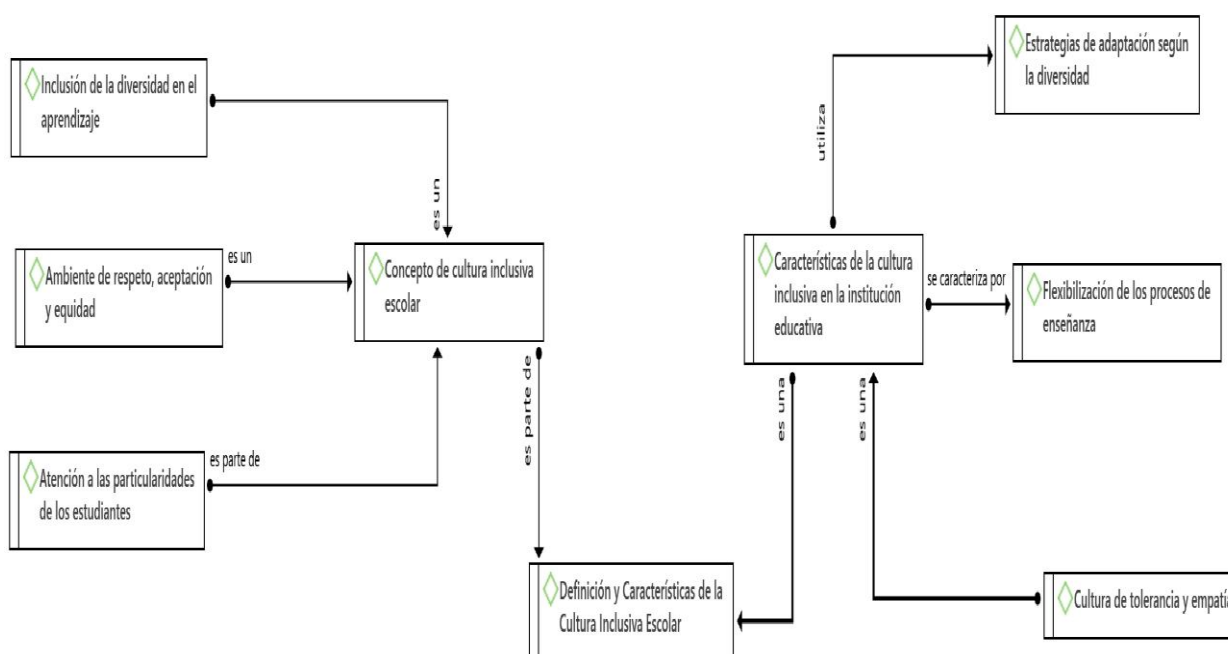 Estrategias de adaptación según
la diversidad
Inclusión de la diversidad en el
aprendizaje
utiliza
es un
es un
Ambiente de respeto, aceptación
y equidad
Concepto de cultura inclusiva
escolar
Características de la cultura
inclusiva en la institución
educativa
se caracteriza por
Flexibilización de los procesos de
enseñanza
es parte de
es una
es una
es parte de
Atención a las particularidades
de los estudiantes
Definición y Características de la
Cultura Inclusiva Escolar
Cultura de tolerancia y empatía